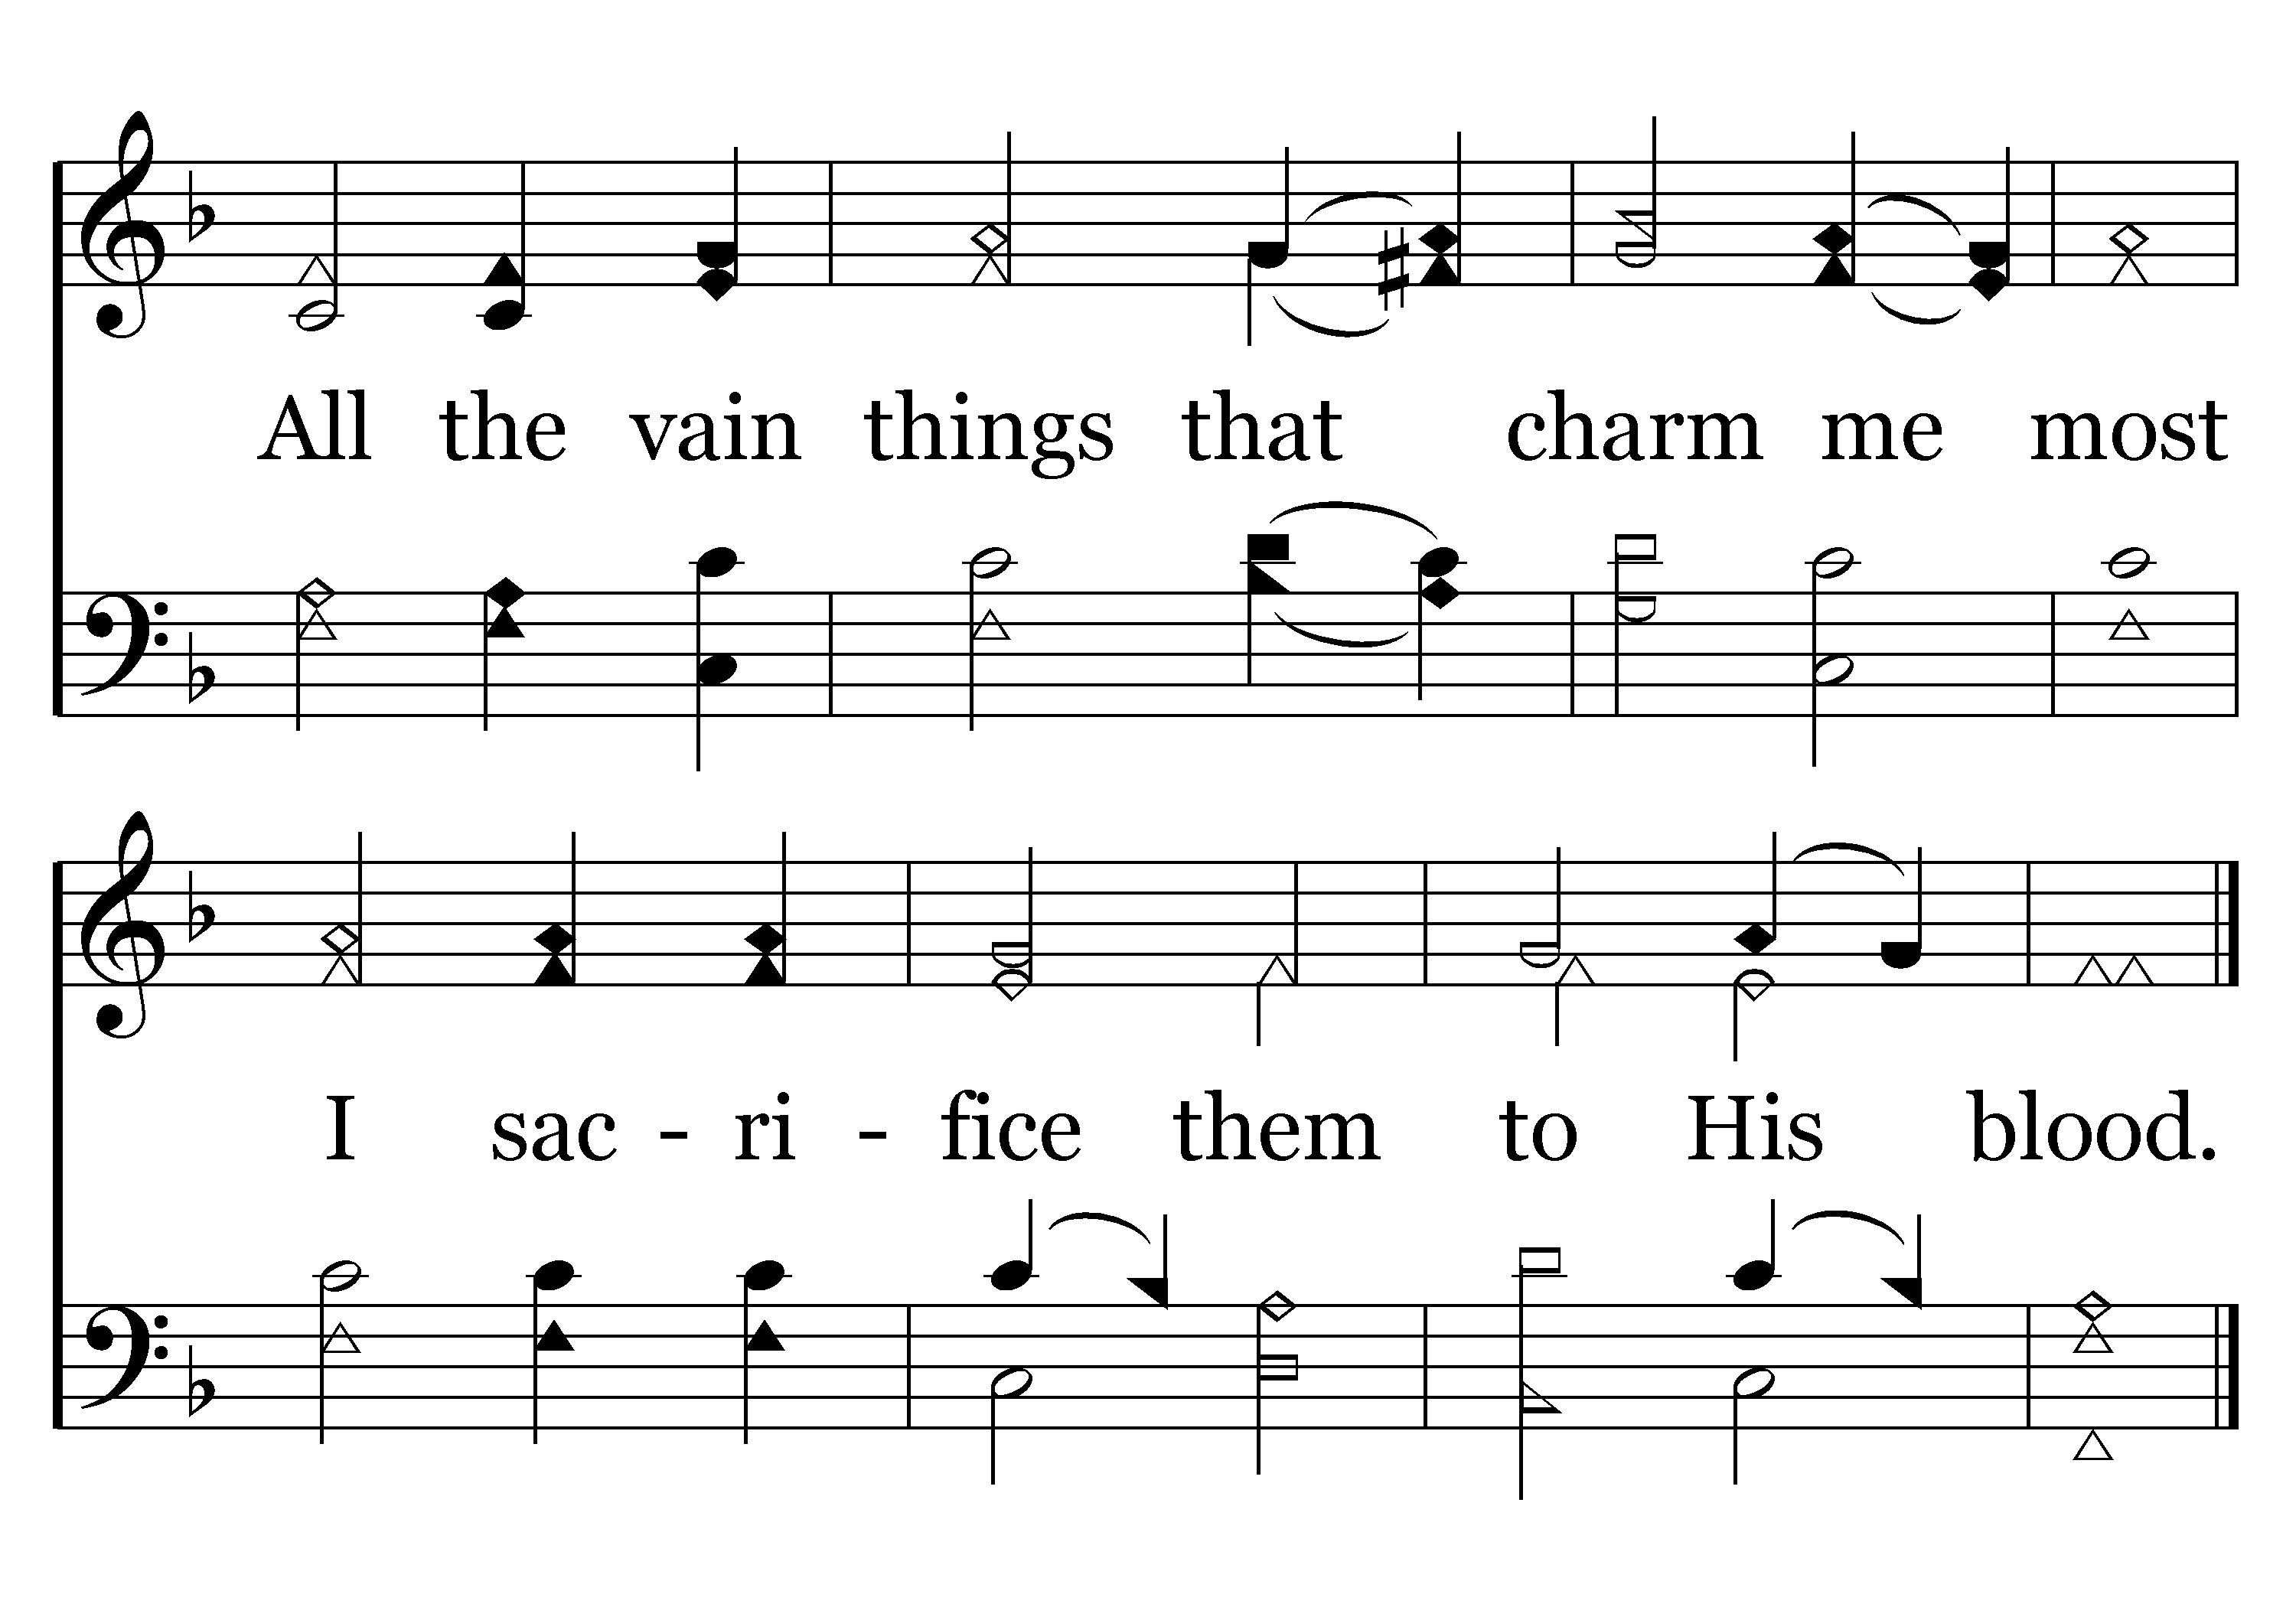 All the vain things that charm me most
I sac - ri - fice them to His blood.